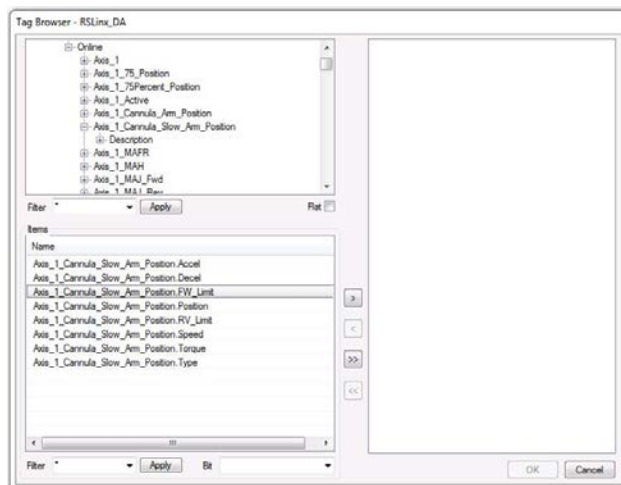 Tag Browser - RSLinx_DA
Online
Axis_1
Axis_1_75_Position
Axis_1_75Percent_Position
Axis_1_Active
Axis_1_Cannula_Arm_Position
Axis_1_Cannula_Slow_Arm_Position
Description
Axis_1_MAFR
Axis_1_MAH
Axis_1_MAJ_Fwd
Axis_1_MAJ_Rev
Filter * Apply Flat
Items
Name
Axis_1_Cannula_Slow_Arm_Position.Accel
Axis_1_Cannula_Slow_Arm_Position.Decel
Axis_1_Cannula_Slow_Arm_Position.FW_Limit
Axis_1_Cannula_Slow_Arm_Position.Position
Axis_1_Cannula_Slow_Arm_Position.RV_Limit
Axis_1_Cannula_Slow_Arm_Position.Speed
Axis_1_Cannula_Slow_Arm_Position.Torque
Axis_1_Cannula_Slow_Arm_Position.Type
>
<
>>
<<
Filter * Apply Bit
OK Cancel